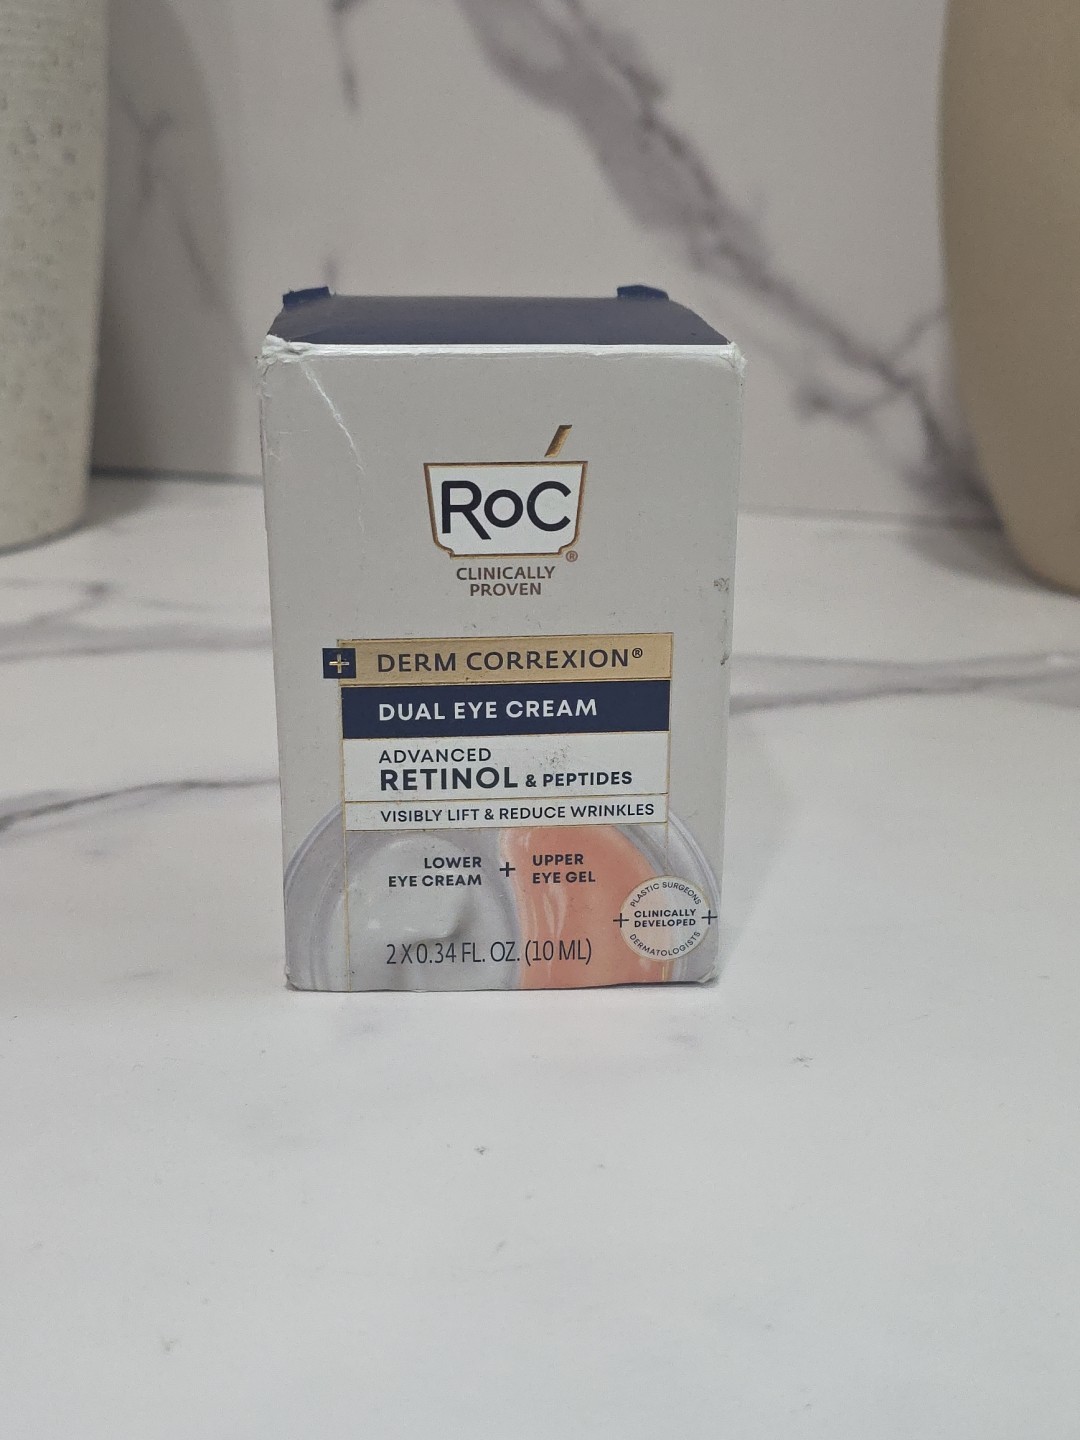 RoC®
CLINICALLY
PROVEN
+ DERM CORREXION®
DUAL EYE CREAM
ADVANCED
RETINOL & PEPTIDES
VISIBLY LIFT & REDUCE WRINKLES
LOWER
EYE CREAM
+
UPPER
EYE GEL
PLASTIC SURGEONS
+ CLINICALLY +
DEVELOPED
DERMATOLOGISTS
2 X 0.34 FL. OZ. (10 ML)